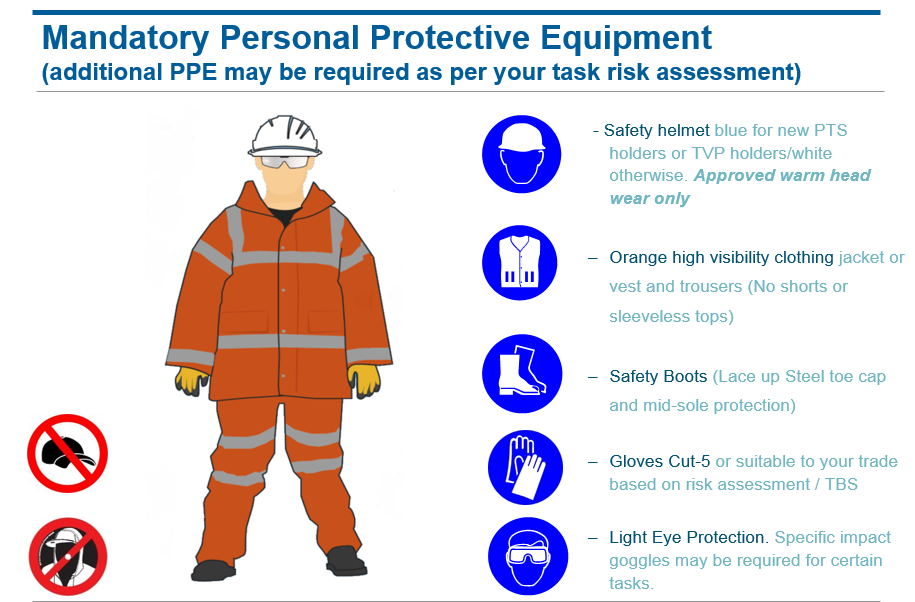 Mandatory Personal Protective Equipment
(additional PPE may be required as per your task risk assessment)
- Safety helmet blue for new PTS
holders or TVP holders/white
otherwise. Approved warm head
wear only
– Orange high visibility clothing jacket or
vest and trousers (No shorts or
sleeveless tops)
– Safety Boots (Lace up Steel toe cap
and mid-sole protection)
– Gloves Cut-5 or suitable to your trade
based on risk assessment / TBS
– Light Eye Protection. Specific impact
goggles may be required for certain
tasks.